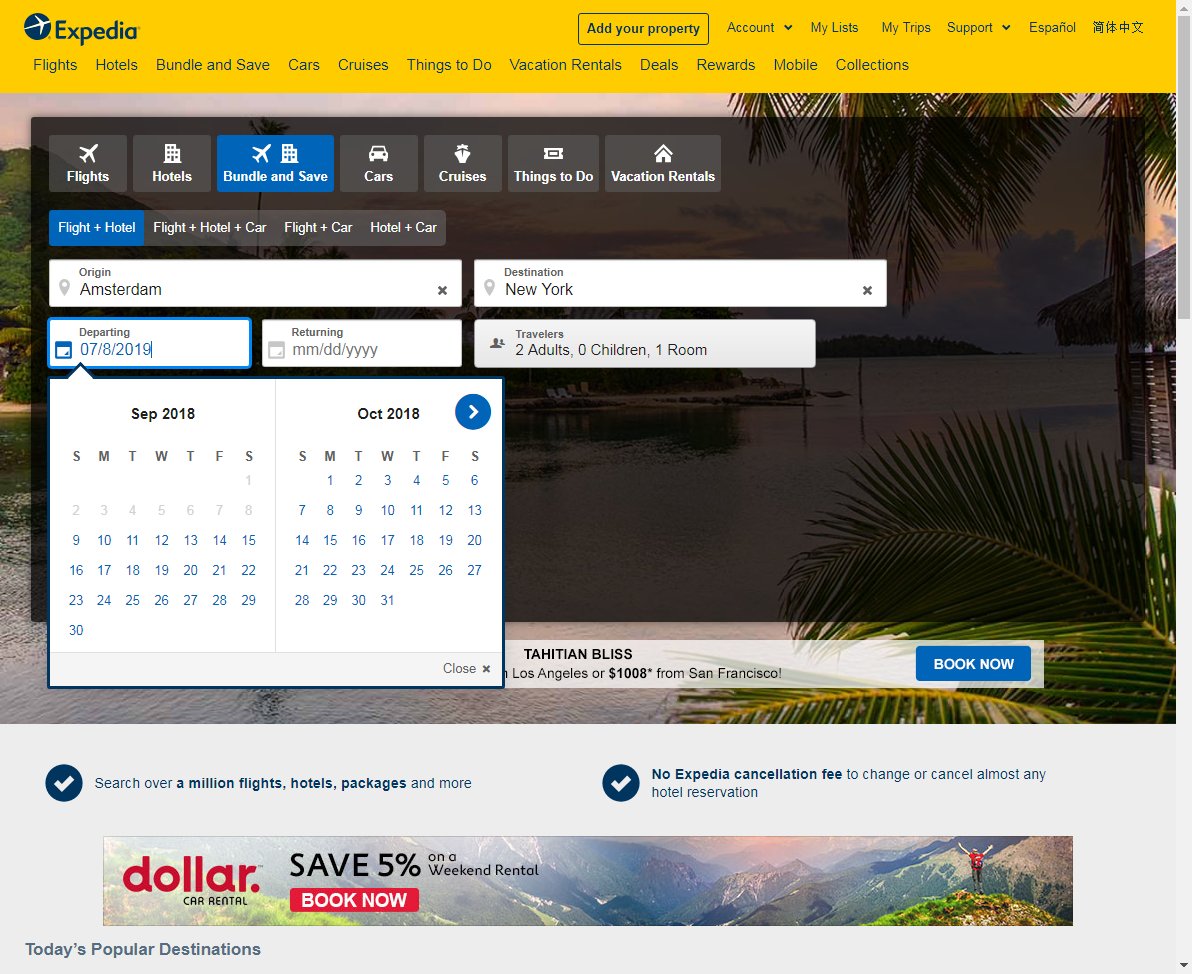 Expedia
Add your property Account My Lists My Trips Support Español 简体中文
Flights Hotels Bundle and Save Cars Cruises Things to Do Vacation Rentals Deals Rewards Mobile Collections
Flights Hotels Bundle and Save Cars Cruises Things to Do Vacation Rentals
Flight + Hotel Flight + Hotel + Car Flight + Car Hotel + Car
Origin
Amsterdam
Destination
New York
Departing
07/8/2019
Returning
mm/dd/yyyy
Travelers
2 Adults, 0 Children, 1 Room
Sep 2018
S M T W T F S
1
2 3 4 5 6 7 8
9 10 11 12 13 14 15
16 17 18 19 20 21 22
23 24 25 26 27 28 29
30
Oct 2018
S M T W T F S
1 2 3 4 5 6
7 8 9 10 11 12 13
14 15 16 17 18 19 20
21 22 23 24 25 26 27
28 29 30 31
Close
TAHITIAN BLISS
Los Angeles or $1008* from San Francisco!
BOOK NOW
Search over a million flights, hotels, packages and more
No Expedia cancellation fee to change or cancel almost any
hotel reservation
dollar.
CAR RENTAL
SAVE 5% on a
Weekend Rental
BOOK NOW
Today's Popular Destinations